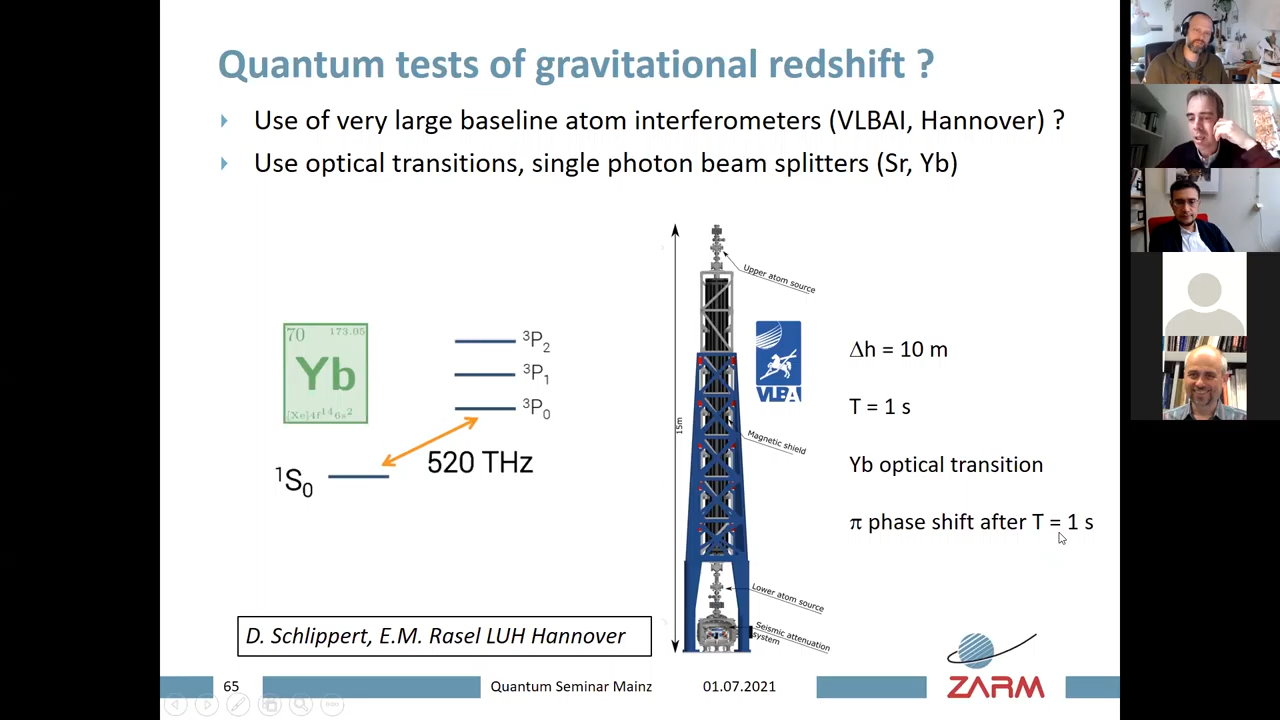 Quantum tests of gravitational redshift ?
Use of very large baseline atom interferometers (VLBAI, Hannover) ?
Use optical transitions, single photon beam splitters (Sr, Yb)
70 173.05
Yb
[Xe]4f¹⁴6s²
³P₂
³P₁
³P₀
520 THz
¹S₀
15m
Upper atom source
Magnetic shield
Lower atom source
Seismic attenuation
system
VLBAI
Δh = 10 m
T = 1 s
Yb optical transition
π phase shift after T = 1 s
D. Schlippert, E.M. Rasel LUH Hannover
ZARM
65
Quantum Seminar Mainz
01.07.2021